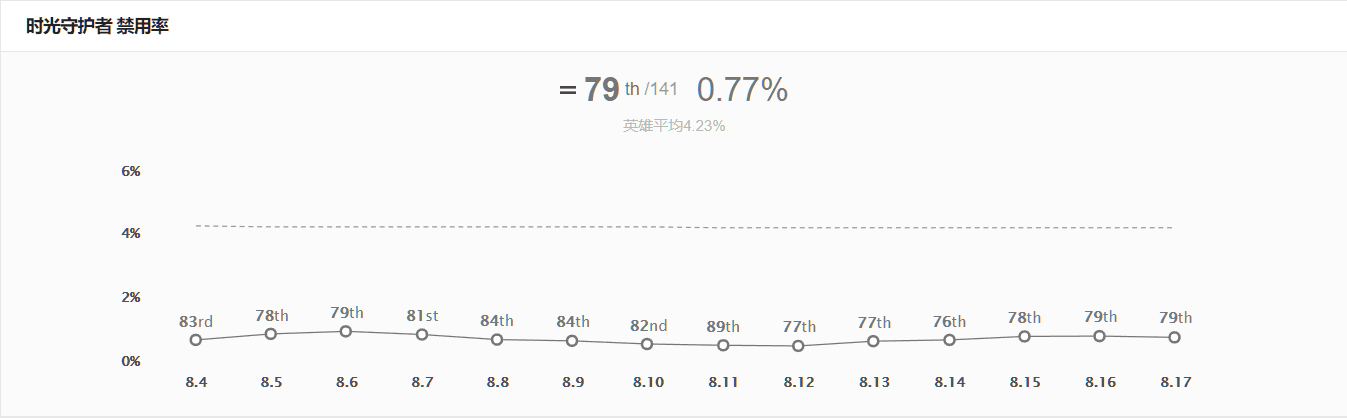 时光守护者 禁用率
= 79 th /141 0.77%
英雄平均4.23%
6%
4%
2%
0%
83rd 78th 79th 81st 84th 84th 82nd 89th 77th 77th 76th 78th 79th 79th
8.4 8.5 8.6 8.7 8.8 8.9 8.10 8.11 8.12 8.13 8.14 8.15 8.16 8.17